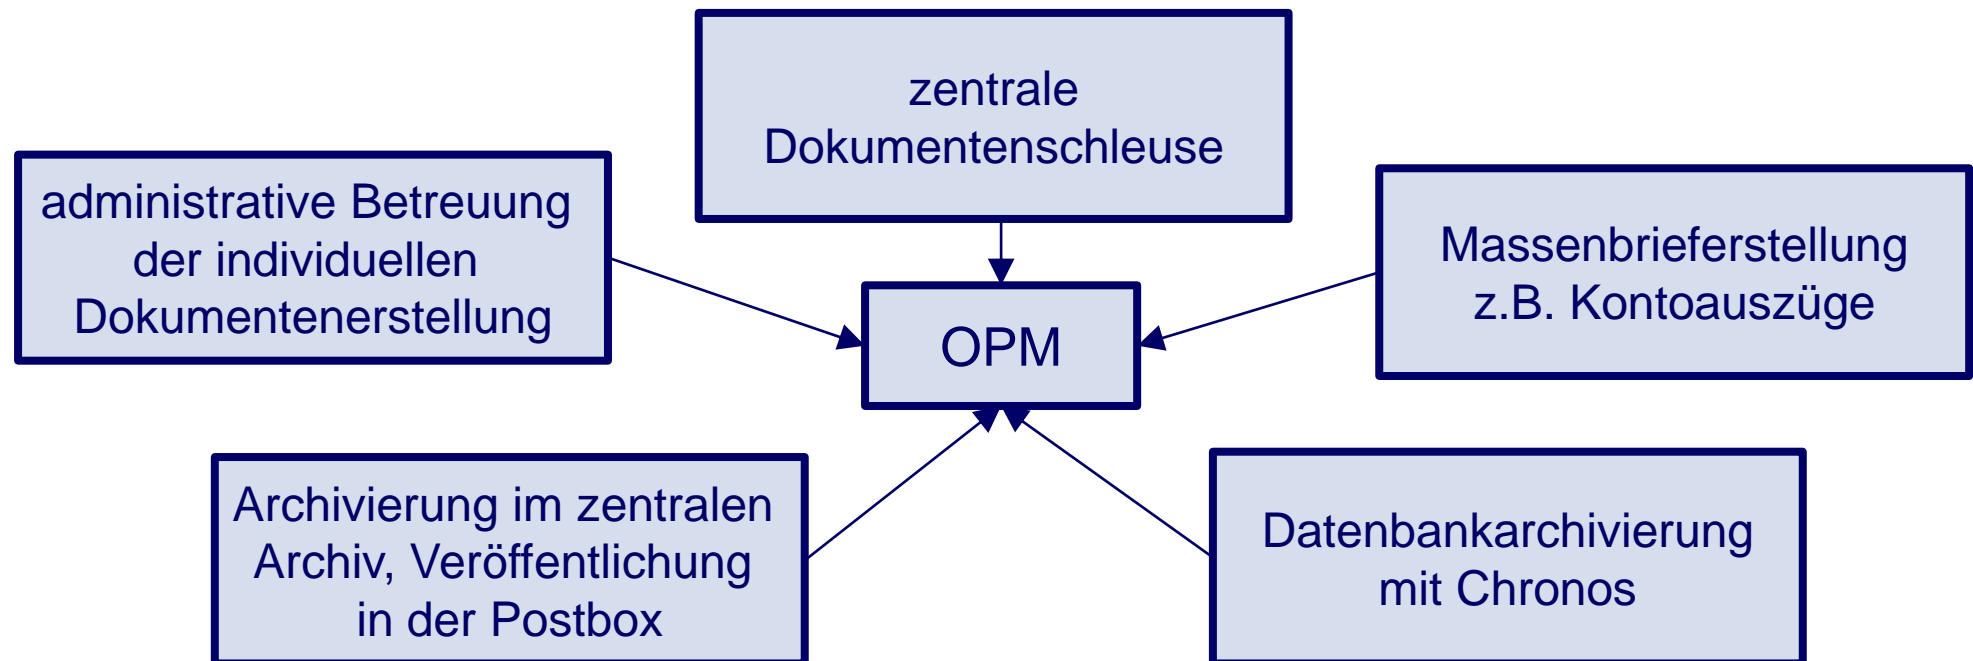 zentrale
Dokumentenschleuse
administrative Betreuung
der individuellen
Dokumentenerstellung
Massenbrieferstellung
z.B. Kontoauszüge
OPM
Archivierung im zentralen
Archiv, Veröffentlichung
in der Postbox
Datenbankarchivierung
mit Chronos